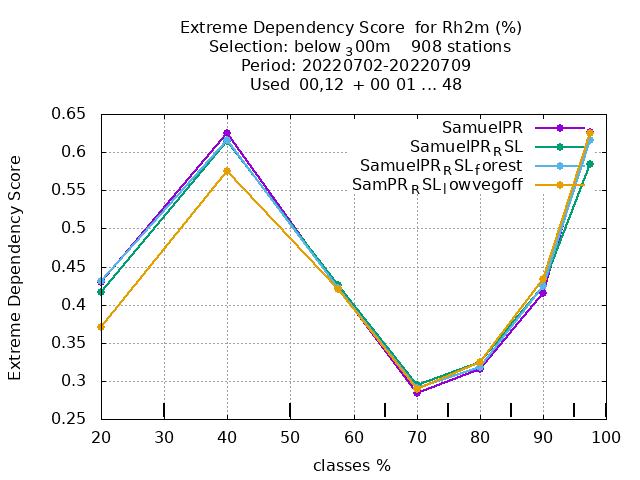 Extreme Dependency Score  for Rh2m (%)
Selection: below ₃00m    908 stations
Period: 20220702-20220709
Used  00,12  + 00 01 ... 48
SamuelPR
SamuelPR_RSL
SamuelPR_RSL_forest
SamPR_RSL_lowvegoff
Extreme Dependency Score
0.65
0.6
0.55
0.5
0.45
0.4
0.35
0.3
0.25
20 30 40 50 60 70 80 90 100
classes %